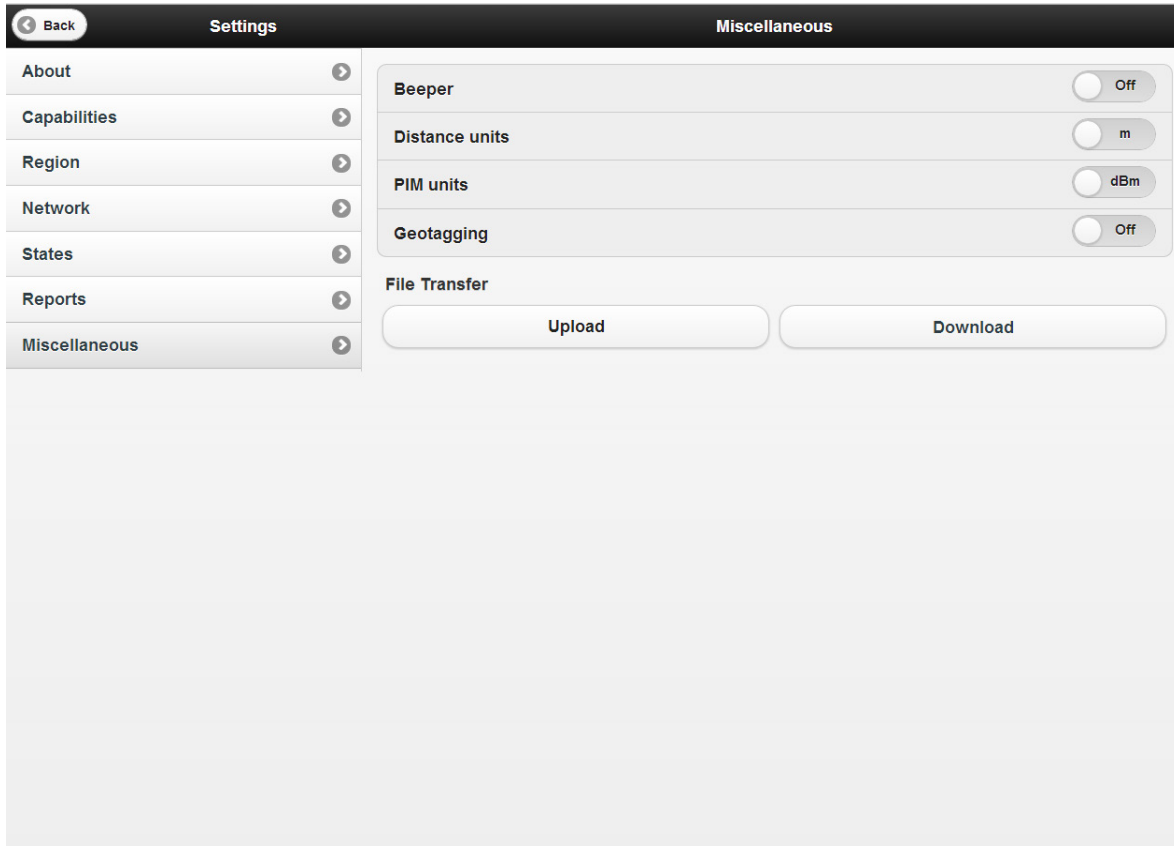 Back
Settings
Miscellaneous
About
Capabilities
Region
Network
States
Reports
Miscellaneous
Beeper Off
Distance units m
PIM units dBm
Geotagging Off
File Transfer
Upload Download